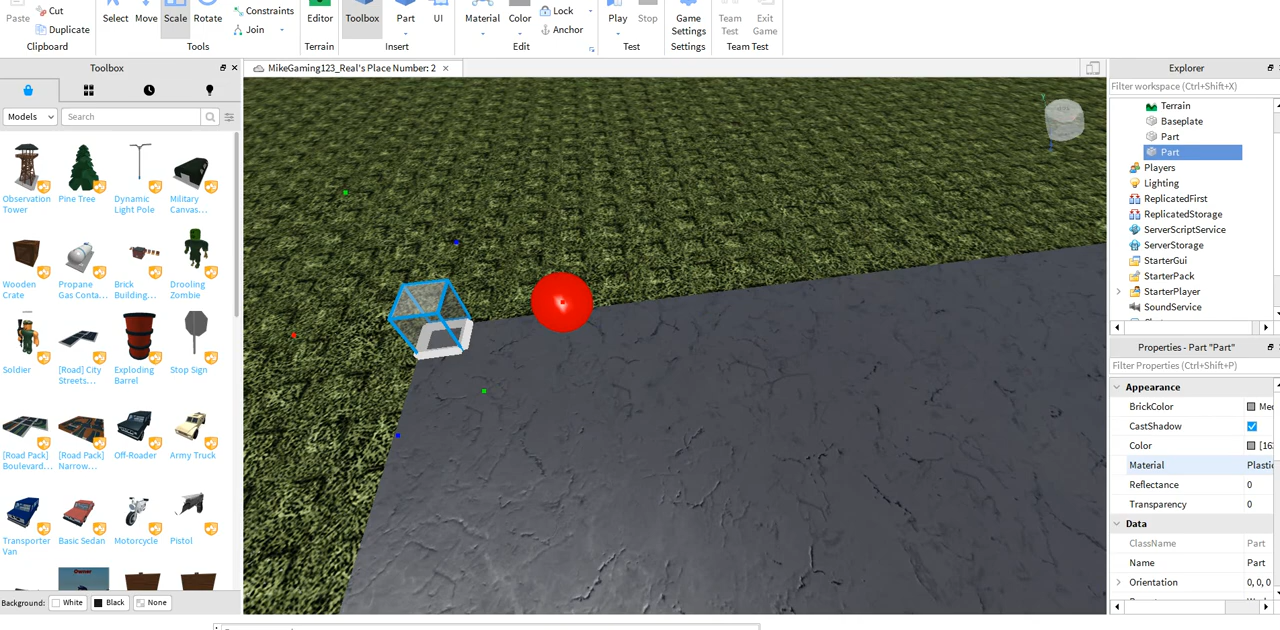 Paste
Cut
Duplicate
Clipboard
Select Move Scale Rotate
Constraints
Join
Tools
Editor
Terrain
Toolbox Part UI
Insert
Material Color
Lock
Anchor
Edit
Play Stop
Test
Game
Settings
Settings
Team
Test
Exit
Game
Team Test
Toolbox
Models
Search
Observation
Tower
Pine Tree
Dynamic
Light Pole
Military
Canvas...
Wooden
Crate
Propane
Gas Conta...
Brick
Building...
Drooling
Zombie
Soldier
[Road] City
Streets...
Exploding
Barrel
Stop Sign
[Road Pack]
Boulevard...
[Road Pack]
Narrow...
Off-Roader
Army Truck
Transporter
Van
Basic Sedan
Motorcycle
Pistol
Background: White Black None
MikeGaming123_Real's Place Number: 2
Explorer
Filter workspace (Ctrl+Shift+X)
Terrain
Baseplate
Part
Part
Players
Lighting
ReplicatedFirst
ReplicatedStorage
ServerScriptService
ServerStorage
StarterGui
StarterPack
StarterPlayer
SoundService
Properties - Part "Part"
Filter Properties (Ctrl+Shift+P)
Appearance
BrickColor Med
CastShadow
Color [16
Material Plastic
Reflectance 0
Transparency 0
Data
ClassName Part
Name Part
Orientation 0, 0, 0